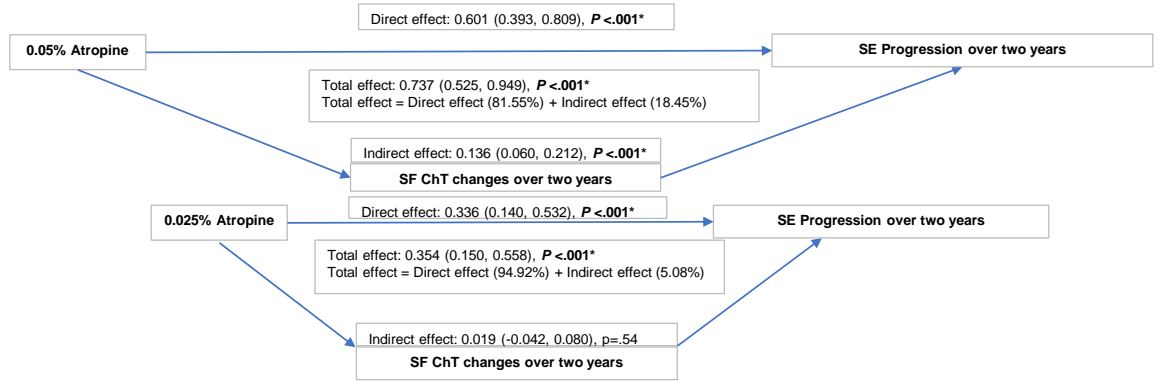 Direct effect: 0.601 (0.393, 0.809), P <.001*
0.05% Atropine
SE Progression over two years
Total effect: 0.737 (0.525, 0.949), P <.001*
Total effect = Direct effect (81.55%) + Indirect effect (18.45%)
Indirect effect: 0.136 (0.060, 0.212), P <.001*
SF ChT changes over two years
Direct effect: 0.336 (0.140, 0.532), P <.001*
0.025% Atropine
SE Progression over two years
Total effect: 0.354 (0.150, 0.558), P <.001*
Total effect = Direct effect (94.92%) + Indirect effect (5.08%)
Indirect effect: 0.019 (-0.042, 0.080), p=.54
SF ChT changes over two years